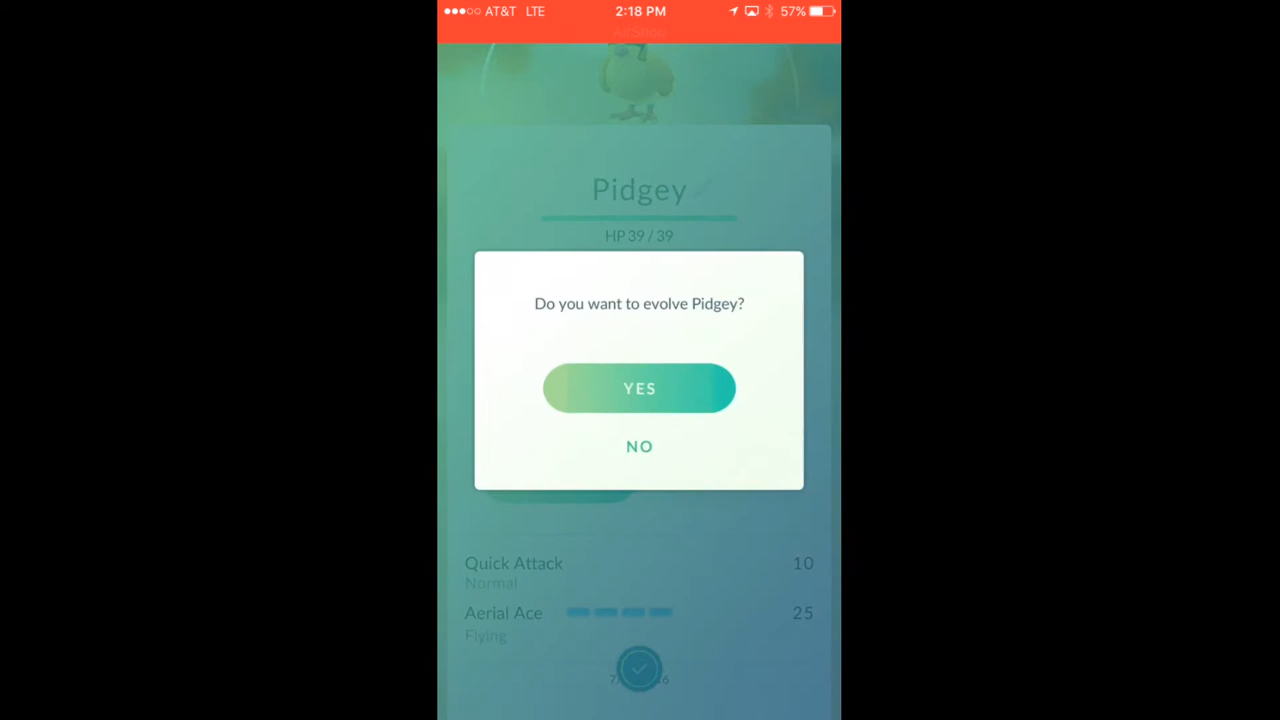 AT&T LTE 2:18 PM 57%
AirShou
Pidgey
HP 39 / 39
Do you want to evolve Pidgey?
YES
NO
Quick Attack 10
Normal
Aerial Ace 25
Flying